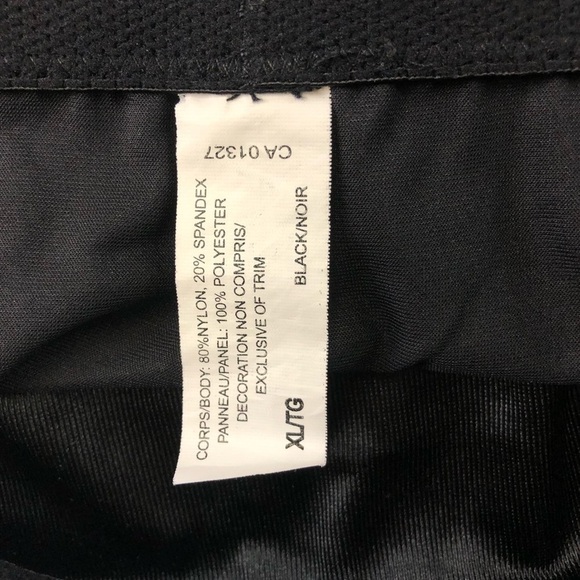 CA 01327
CORPS/BODY: 80%NYLON, 20% SPANDEX
PANNEAU/PANEL: 100% POLYESTER
DECORATION NON COMPRIS/
EXCLUSIVE OF TRIM
BLACK/NOIR
XL/TG